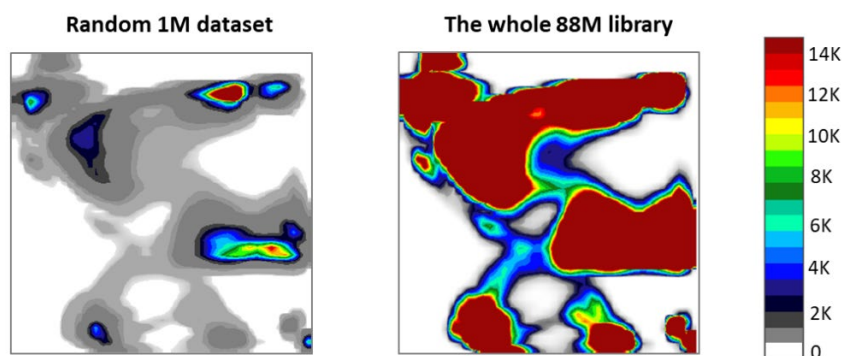 Random 1M dataset
The whole 88M library
14K
12K
10K
8K
6K
4K
2K
0